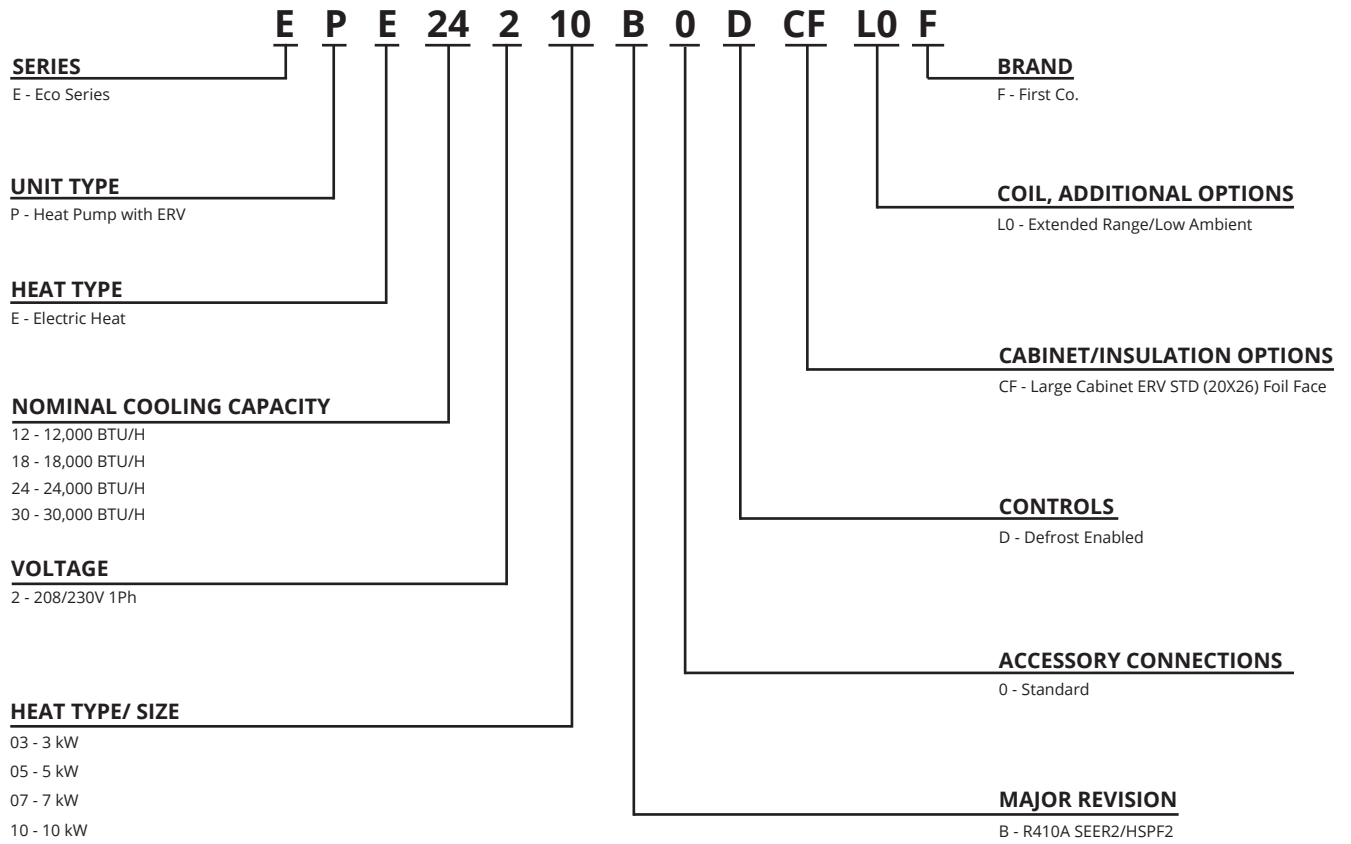 E P E 24 2 10 B 0 D CF L0 F
SERIES
E - Eco Series
UNIT TYPE
P - Heat Pump with ERV
HEAT TYPE
E - Electric Heat
NOMINAL COOLING CAPACITY
12 - 12,000 BTU/H
18 - 18,000 BTU/H
24 - 24,000 BTU/H
30 - 30,000 BTU/H
VOLTAGE
2 - 208/230V 1Ph
HEAT TYPE/ SIZE
03 - 3 kW
05 - 5 kW
07 - 7 kW
10 - 10 kW
BRAND
F - First Co.
COIL, ADDITIONAL OPTIONS
L0 - Extended Range/Low Ambient
CABINET/INSULATION OPTIONS
CF - Large Cabinet ERV STD (20X26) Foil Face
CONTROLS
D - Defrost Enabled
ACCESSORY CONNECTIONS
0 - Standard
MAJOR REVISION
B - R410A SEER2/HSPF2